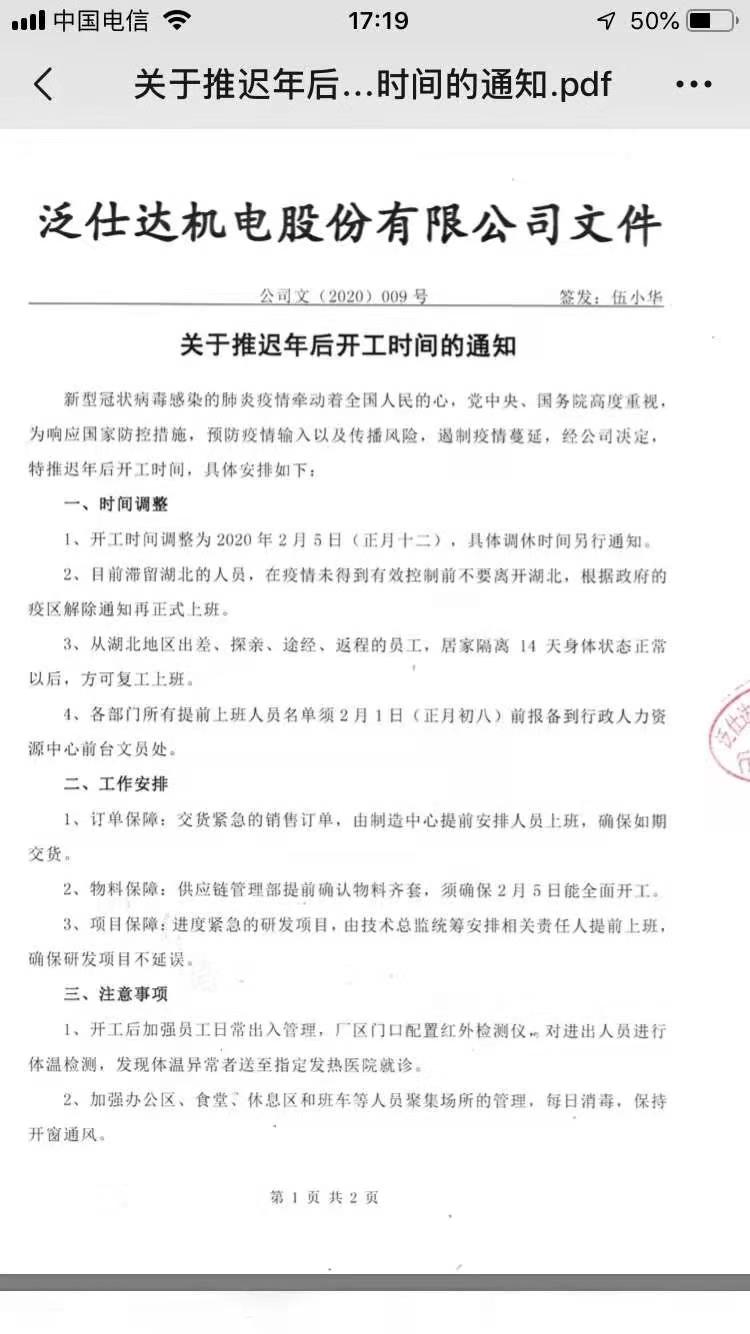 中国电信
17:19
50%
关于推迟年后...时间的通知.pdf
泛仕达机电股份有限公司文件
公司文（2020）009 号
签发：伍小华
关于推迟年后开工时间的通知
新型冠状病毒感染的肺炎疫情牵动着全国人民的心，党中央、国务院高度重视，
为响应国家防控措施，预防疫情输入以及传播风险，遏制疫情蔓延，经公司决定，
特推迟年后开工时间，具体安排如下：
一、时间调整
1、开工时间调整为 2020 年 2 月 5 日（正月十二），具体调休时间另行通知。
2、目前滞留湖北的人员，在疫情未得到有效控制前不要离开湖北，根据政府的
疫区解除通知再正式上班。
3、从湖北地区出差、探亲、途经、返程的员工，居家隔离 14 天身体状态正常
以后，方可复工上班。
4、各部门所有提前上班人员名单须 2 月 1 日（正月初八）前报备到行政人力资
源中心前台文员处。
二、工作安排
1、订单保障：交货紧急的销售订单，由制造中心提前安排人员上班，确保如期
交货。
2、物料保障：供应链管理部提前确认物料齐套，须确保 2 月 5 日能全面开工。
3、项目保障：进度紧急的研发项目，由技术总监统筹安排相关责任人提前上班，
确保研发项目不延误。
三、注意事项
1、开工后加强员工日常出入管理，厂区门口配置红外检测仪，对进出人员进行
体温检测，发现体温异常者送至指定发热医院就诊。
2、加强办公区、食堂、休息区和班车等人员聚集场所的管理，每日消毒，保持
开窗通风。
第 1 页 共 2 页
泛仕达